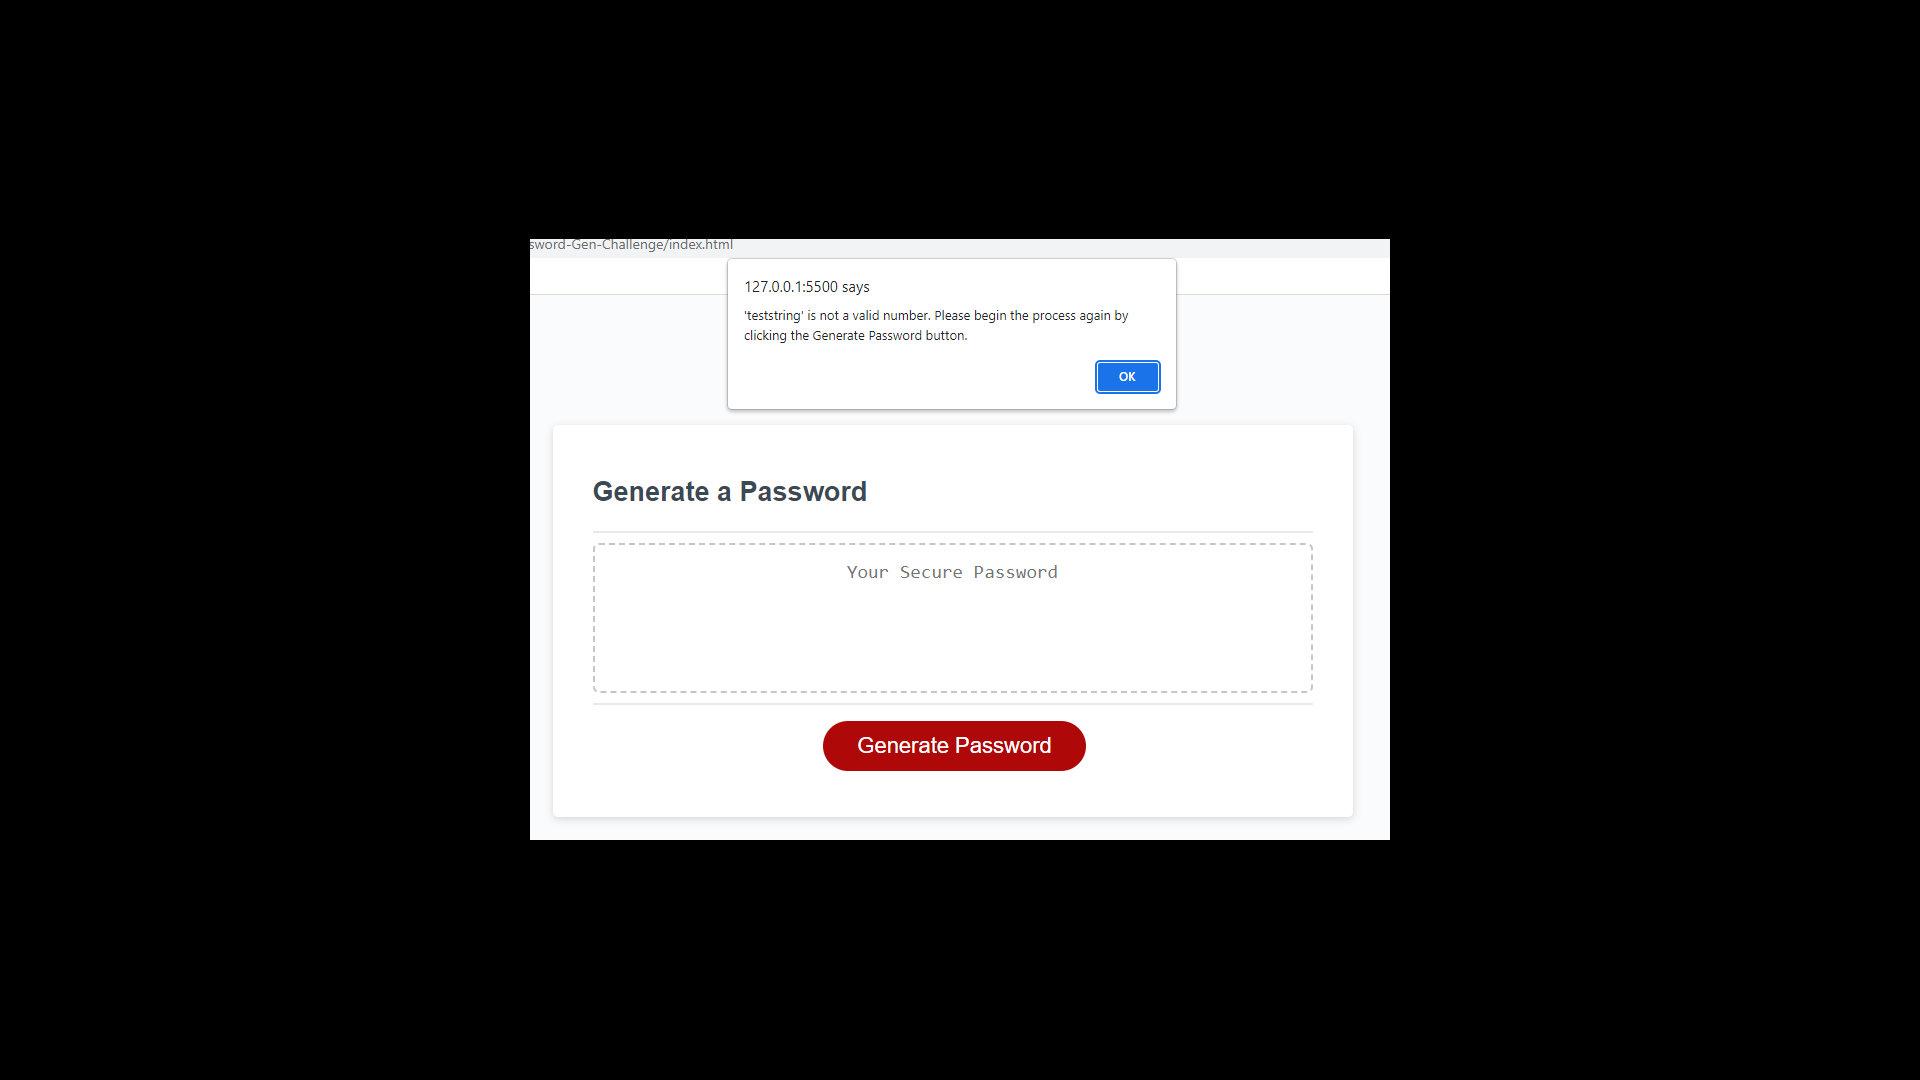 sword-Gen-Challenge/index.html
127.0.0.1:5500 says
'teststring' is not a valid number. Please begin the process again by
clicking the Generate Password button.
OK
Generate a Password
Your Secure Password
Generate Password